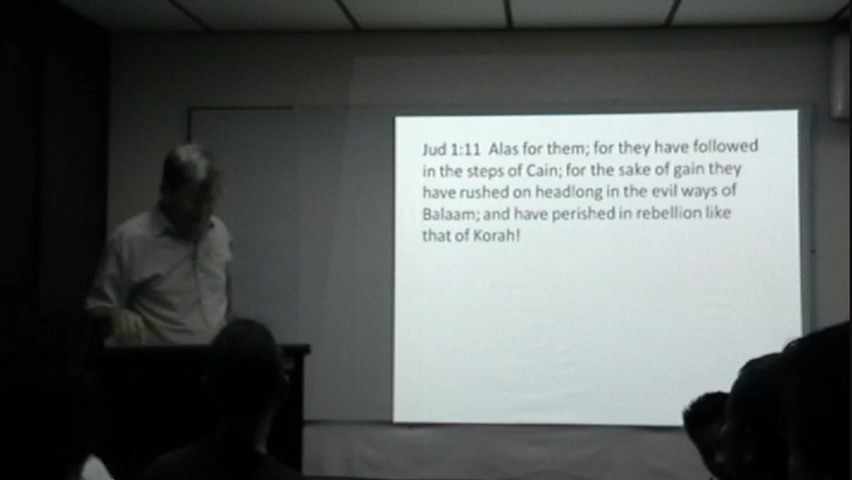 Jud 1:11 Alas for them; for they have followed
in the steps of Cain; for the sake of gain they
have rushed on headlong in the evil ways of
Balaam; and have perished in rebellion like
that of Korah!